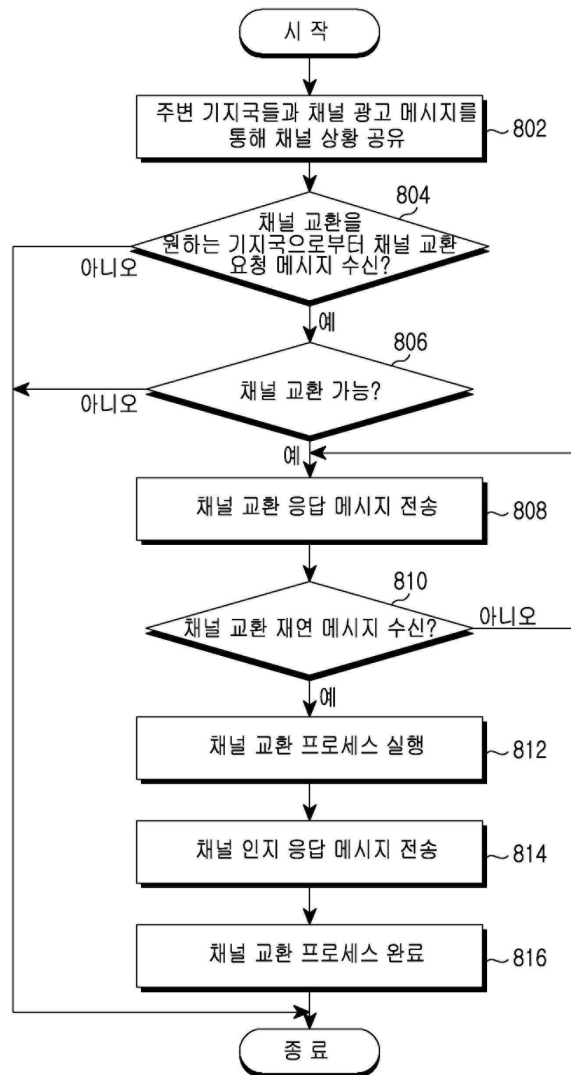 시 작
주변 기지국들과 채널 광고 메시지를
통해 채널 상황 공유
802
804
채널 교환을
원하는 기지국으로부터 채널 교환
요청 메시지 수신?
아니오
예
806
채널 교환 가능?
아니오
예
채널 교환 응답 메시지 전송
808
810
채널 교환 재연 메시지 수신?
아니오
예
채널 교환 프로세스 실행
812
채널 인지 응답 메시지 전송
814
채널 교환 프로세스 완료
816
종 료